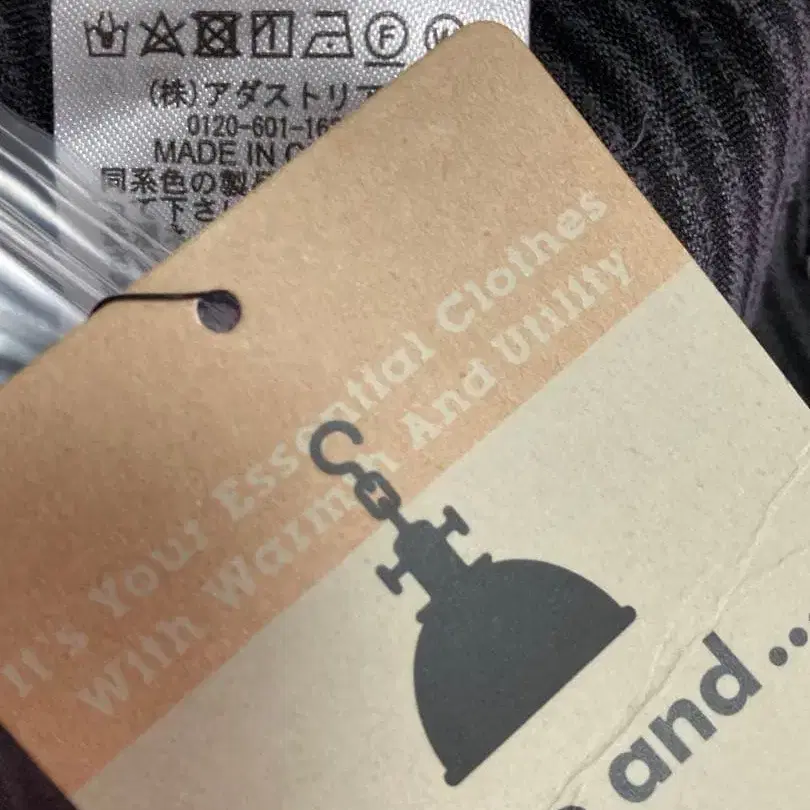 (株)アダストリア
0120-601-16
MADE IN
同系色の製
て下さい
It's Your Essential Clothes
With Warmth And Utility
and...